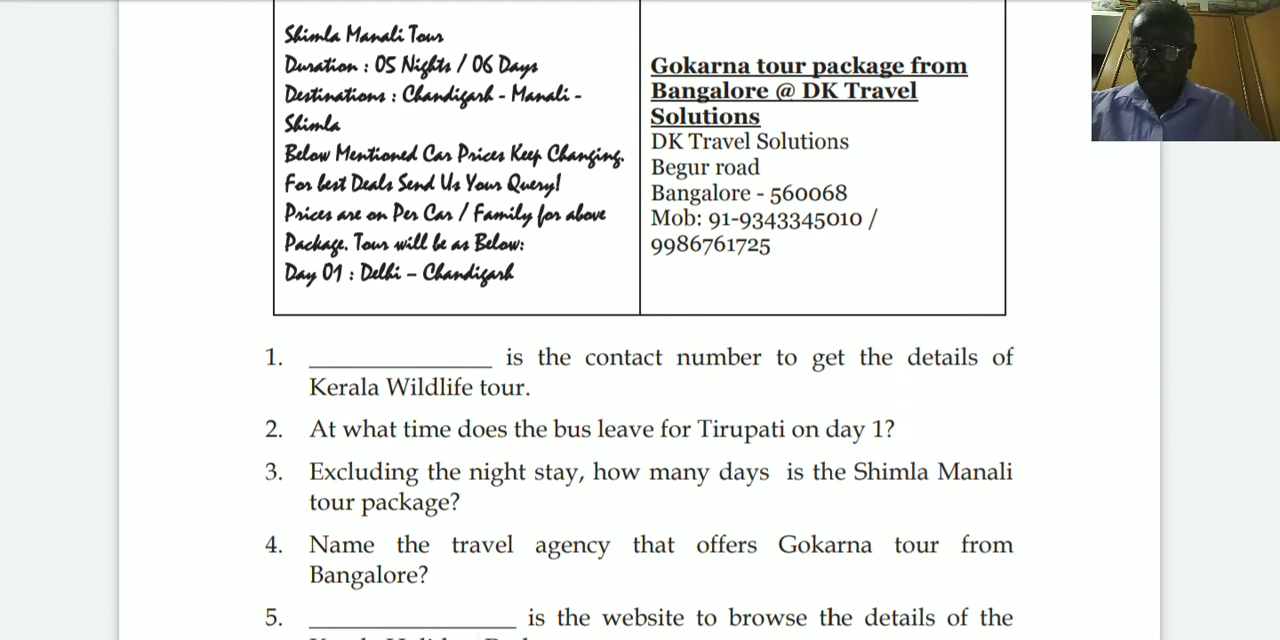 Shimla Manali Tour
Duration : 05 Nights / 06 Days
Destinations : Chandigarh - Manali -
Shimla
Below Mentioned Car Prices Keep Changing.
For best Deals Send Us Your Query!
Prices are on Per Car / Family for above
Package. Tour will be as Below:
Day 01 : Delhi – Chandigarh
Gokarna tour package from
Bangalore @ DK Travel
Solutions
DK Travel Solutions
Begur road
Bangalore - 560068
Mob: 91-9343345010 /
9986761725
1. ______________ is the contact number to get the details of
Kerala Wildlife tour.
2. At what time does the bus leave for Tirupati on day 1?
3. Excluding the night stay, how many days is the Shimla Manali
tour package?
4. Name the travel agency that offers Gokarna tour from
Bangalore?
5. ________________ is the website to browse the details of the